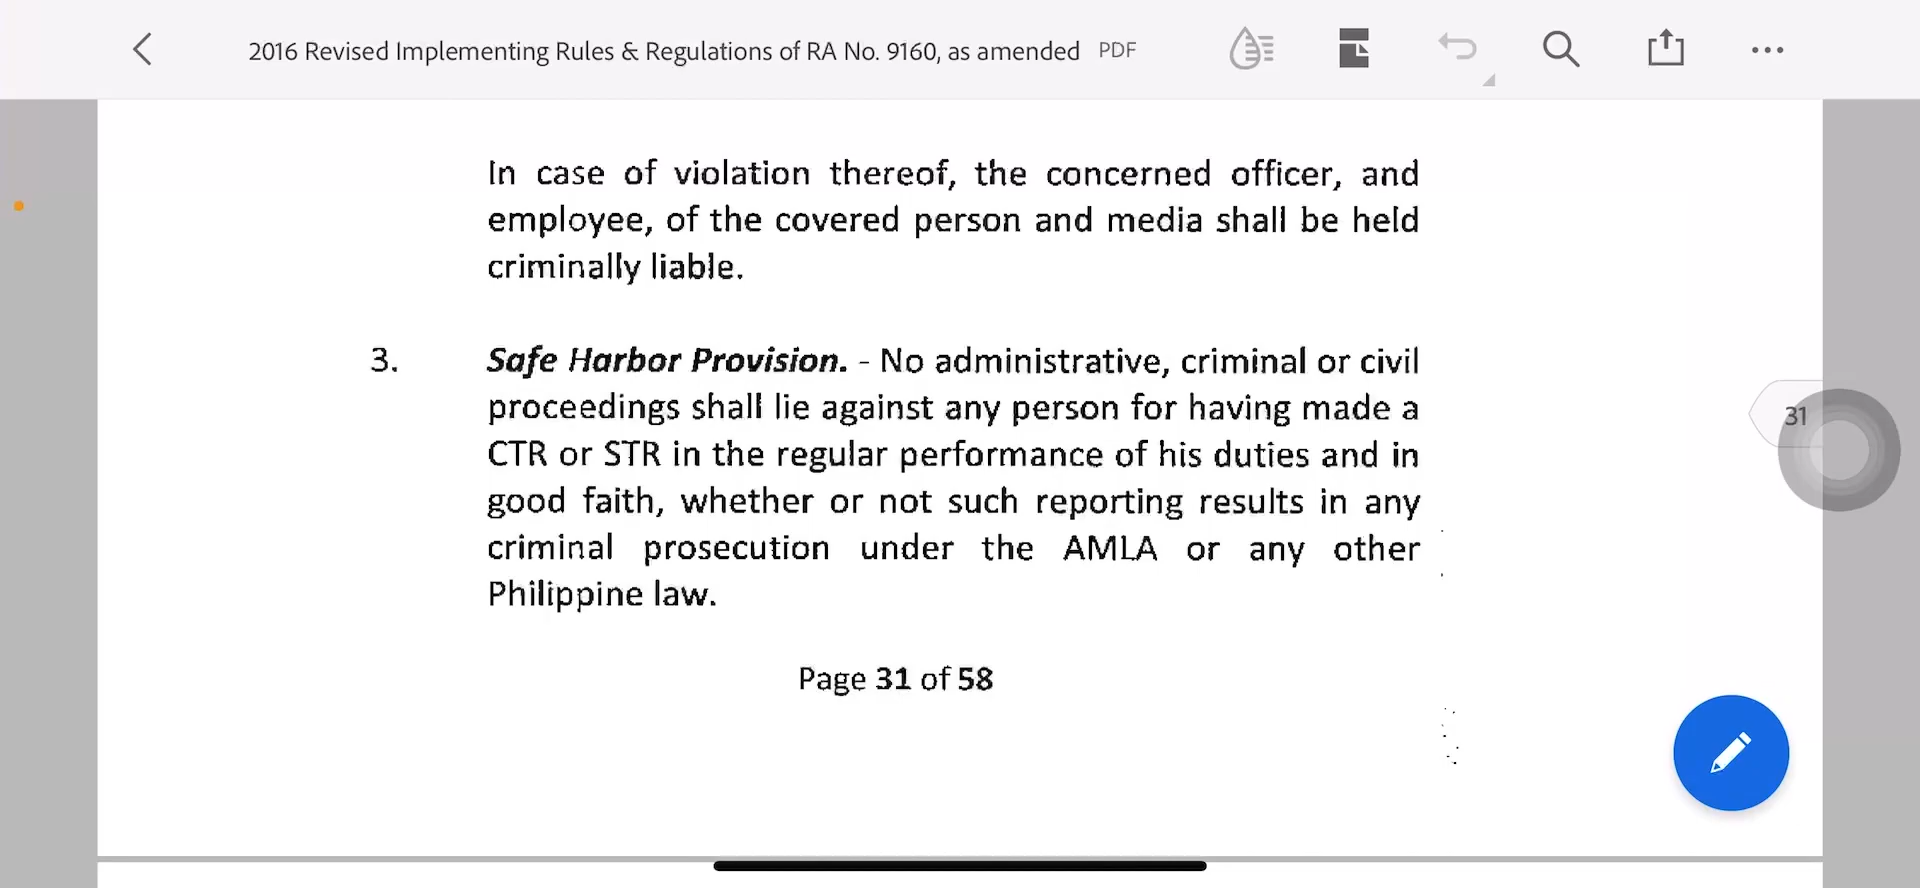 2016 Revised Implementing Rules & Regulations of RA No. 9160, as amended PDF
In case of violation thereof, the concerned officer, and
employee, of the covered person and media shall be held
criminally liable.
3. Safe Harbor Provision. - No administrative, criminal or civil
proceedings shall lie against any person for having made a
CTR or STR in the regular performance of his duties and in
good faith, whether or not such reporting results in any
criminal prosecution under the AMLA or any other
Philippine law.
31
Page 31 of 58